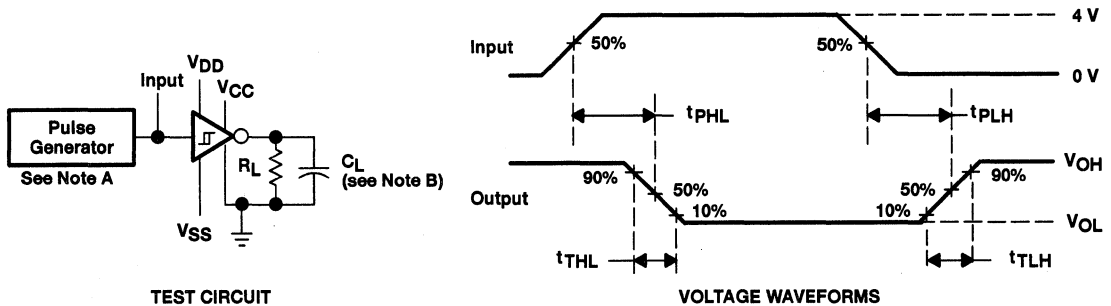 Input
VDD
VCC
Pulse
Generator
See Note A
RL
CL
(see Note B)
VSS
TEST CIRCUIT
Input
50%
50%
4 V
0 V
tPHL
tPLH
Output
90%
50%
10%
10%
50%
90%
VOH
VOL
tTHL
tTLH
VOLTAGE WAVEFORMS